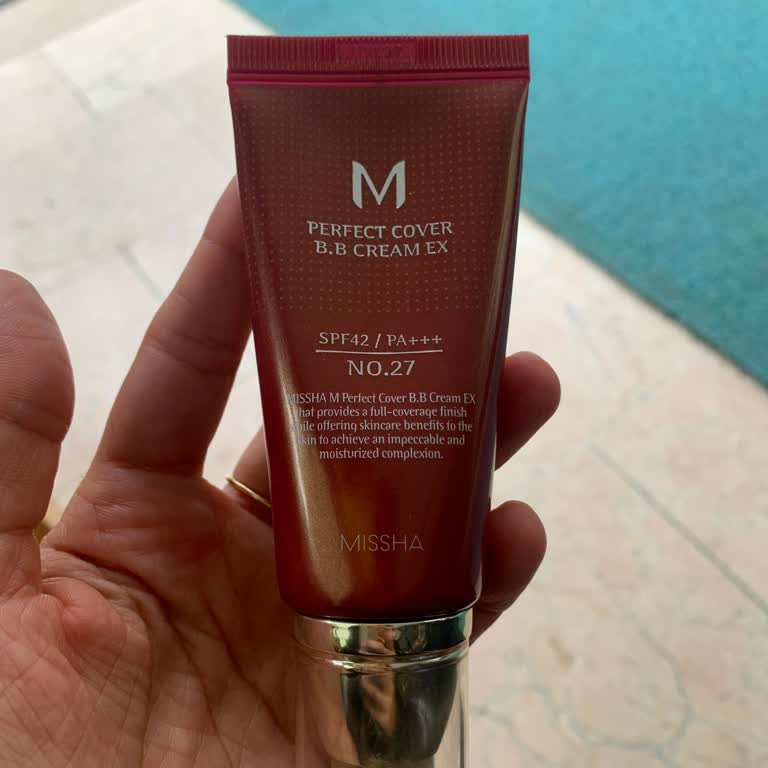 M
PERFECT COVER
B.B CREAM EX
SPF42 / PA+++
NO.27
MISSHA M Perfect Cover B.B Cream EX
that provides a full-coverage finish
while offering skincare benefits to the
skin to achieve an impeccable and
moisturized complexion.
MISSHA